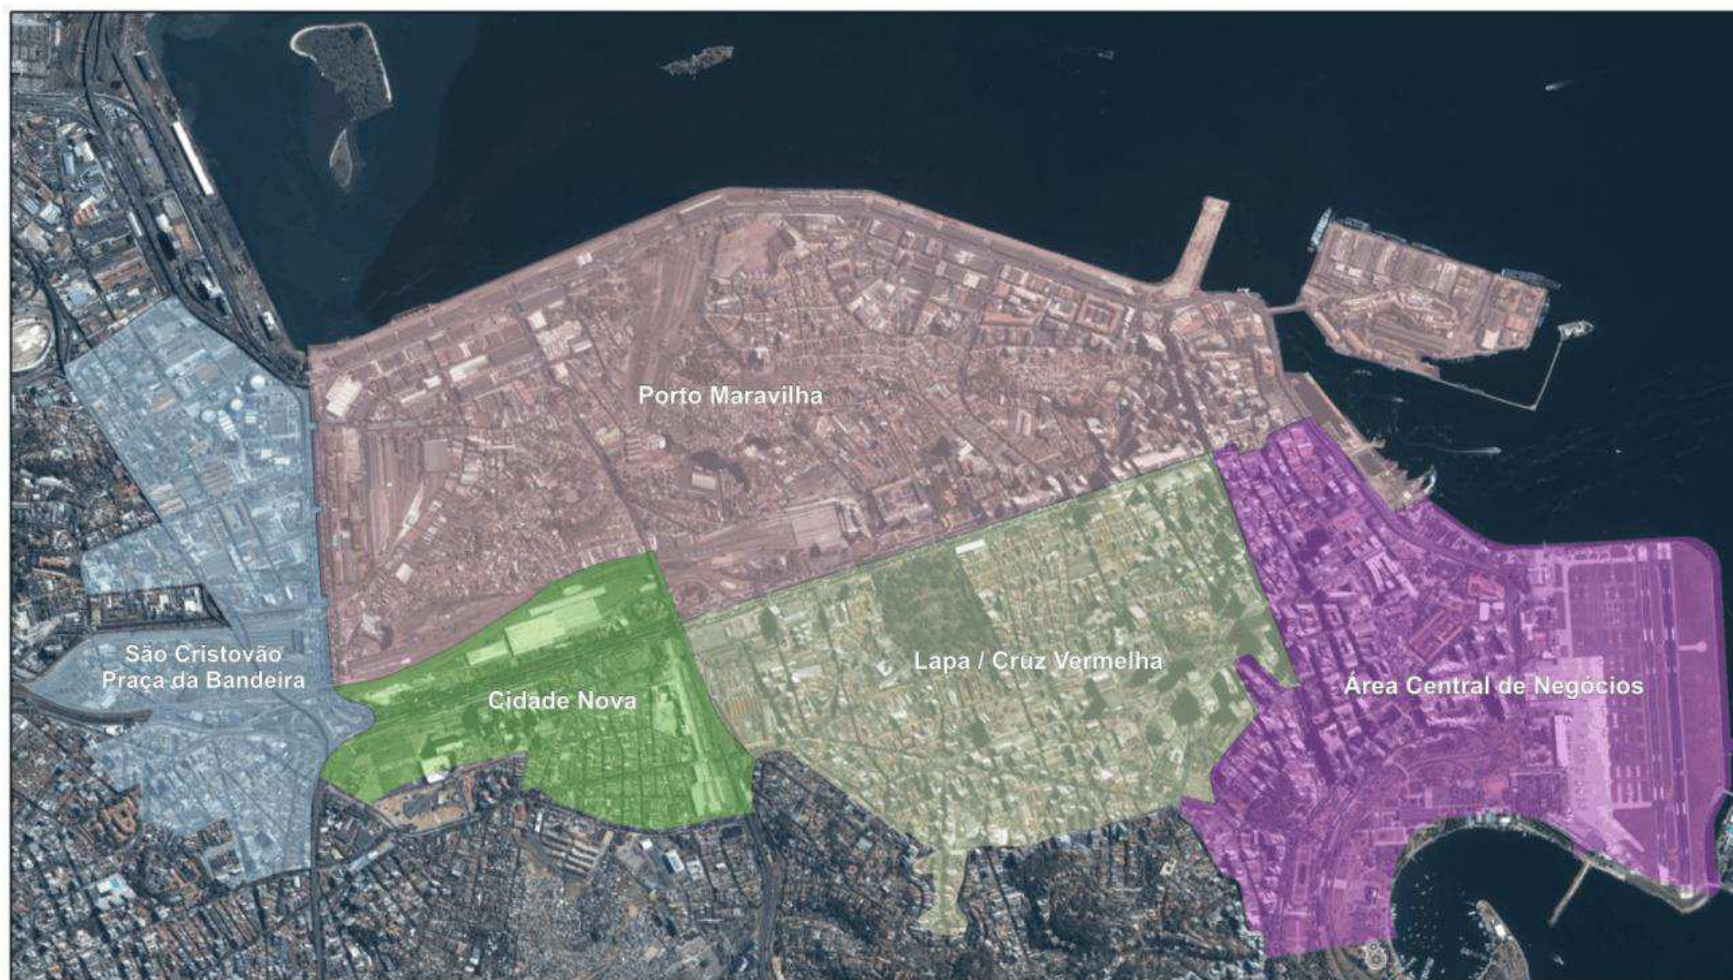 Porto Maravilha
São Cristovão
Praça da Bandeira
Cidade Nova
Lapa / Cruz Vermelha
Área Central de Negócios